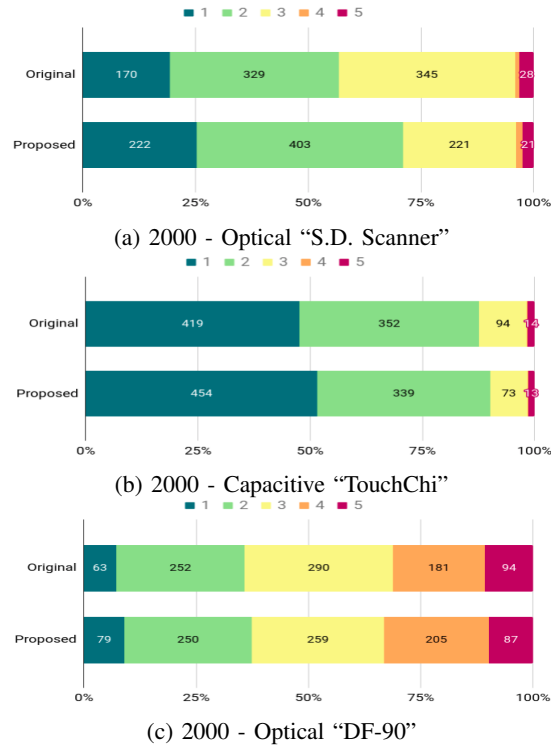 1 2 3 4 5
Original 170 329 345 28
Proposed 222 403 221 21
0% 25% 50% 75% 100%
(a) 2000 - Optical “S.D. Scanner”
1 2 3 4 5
Original 419 352 94 14
Proposed 454 339 73 13
0% 25% 50% 75% 100%
(b) 2000 - Capacitive “TouchChi”
1 2 3 4 5
Original 63 252 290 181 94
Proposed 79 250 259 205 87
0% 25% 50% 75% 100%
(c) 2000 - Optical “DF-90”